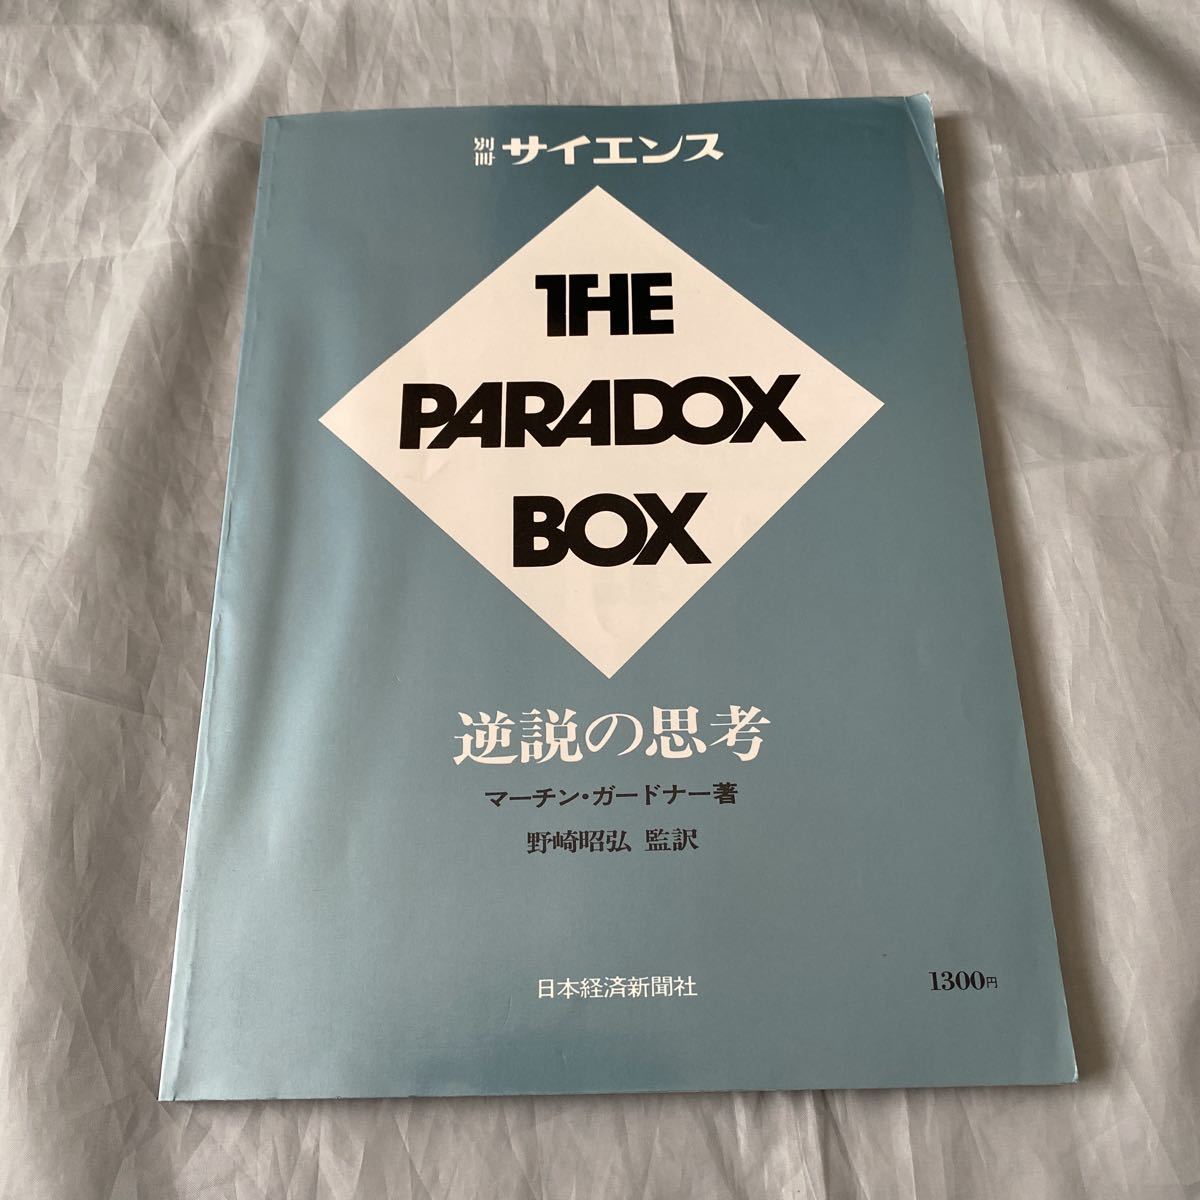 別冊 サイエンス
THE
PARADOX
BOX
逆説の思考
マーチン・ガードナー著
野崎昭弘 監訳
日本経済新聞社
1300円